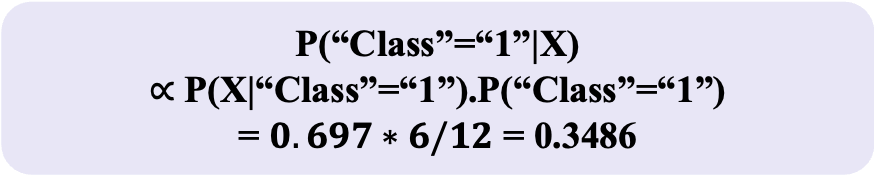 P(“Class”=“1”|X)
∝ P(X|“Class”=“1”).P(“Class”=“1”)
= 0.697 ∗ 6/12 = 0.3486